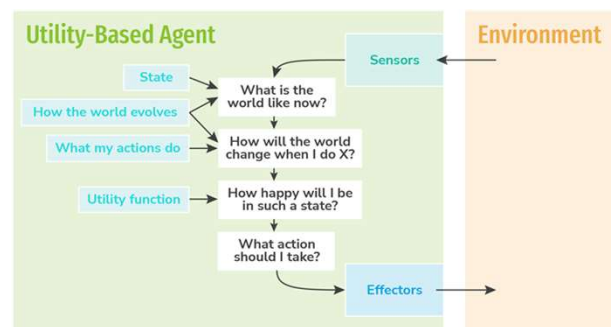 Utility-Based Agent
Environment
Sensors
State
What is the
world like now?
How the world evolves
How will the world
change when I do X?
What my actions do
How happy will I be
in such a state?
Utility function
What action
should I take?
Effectors